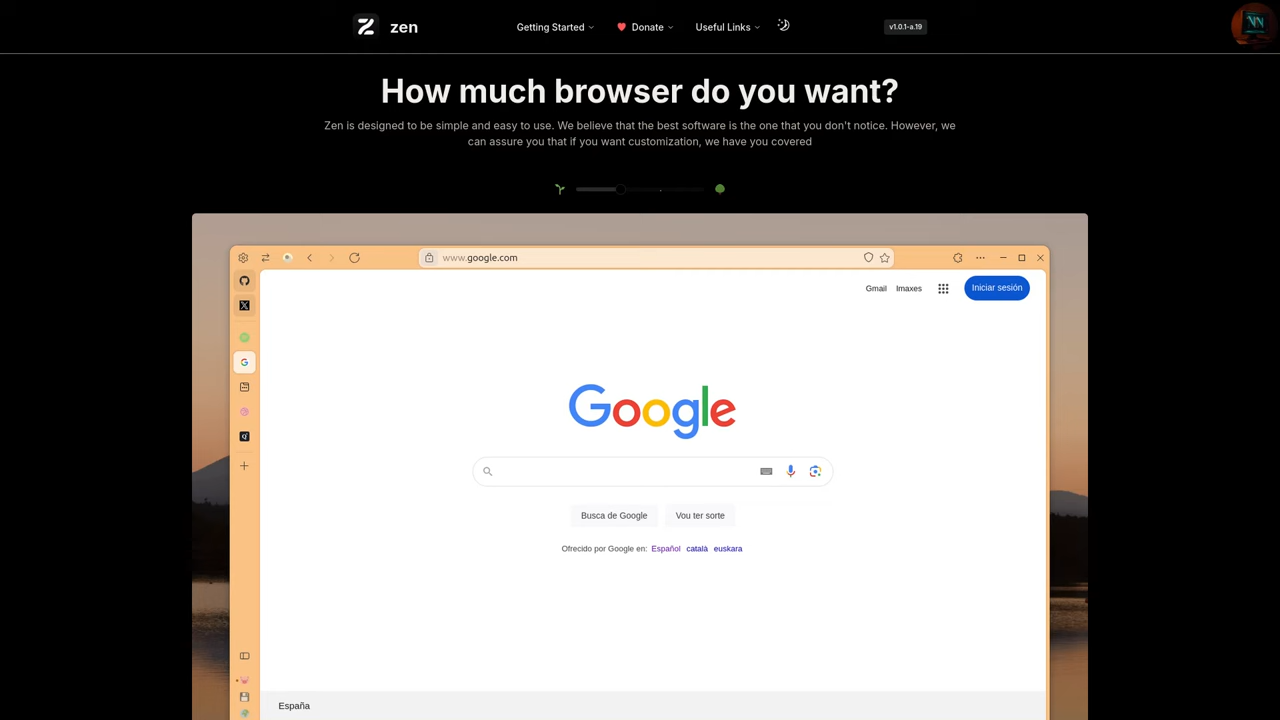 zen
Getting Started
Donate
Useful Links
v1.0.1-a.19
How much browser do you want?
Zen is designed to be simple and easy to use. We believe that the best software is the one that you don't notice. However, we
can assure you that if you want customization, we have you covered
www.google.com
Gmail
Imaxes
Iniciar sesión
Google
Busca de Google
Vou ter sorte
Ofrecido por Google en: Español català euskara
España